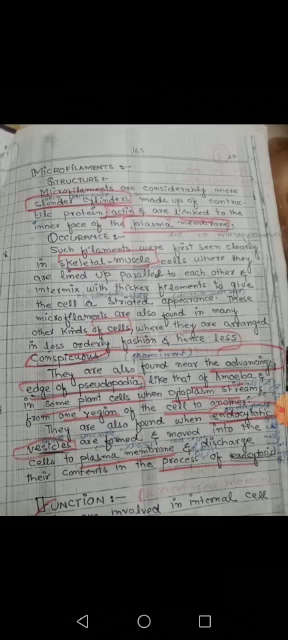 165
20
MICROFILAMENTS :-
STRUCTURE:-
Microfilaments are considerably more
slender cylinders made up of contrac-
tile protein actin & are linked to the
inner face of the plasma membrane.
OCCURANCE:-
Such filaments were first seen clearly
in skeletal-muscle cells where they
are lined up parallel to each other &
intermix with thicker filaments to give
the cell a striated appearance. These
microfilaments are also found in many
other kinds of cells, where they are arranged
in less orderly fashion & hence less
Conspicuous (prominent)
They are also found near the advancing
edge of pseudopodia like that of Amoeba &
in some plant cells when cytoplasm stream
from one region of the cell to another.
They are also found when endocytotic
vesicles are formed & moved into the
cells to plasma membrane & discharge
their contents in the process of
FUNCTION :-
are involved in internal cell